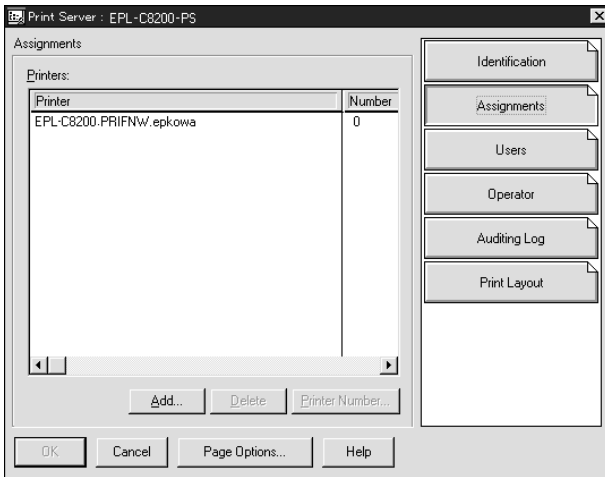 Print Server : EPL-C8200-PS
Assignments
Printers:
Printer Number
EPL-C8200.PRIFNW.epkowa 0
Add... Delete Printer Number...
OK Cancel Page Options... Help
Identification
Assignments
Users
Operator
Auditing Log
Print Layout